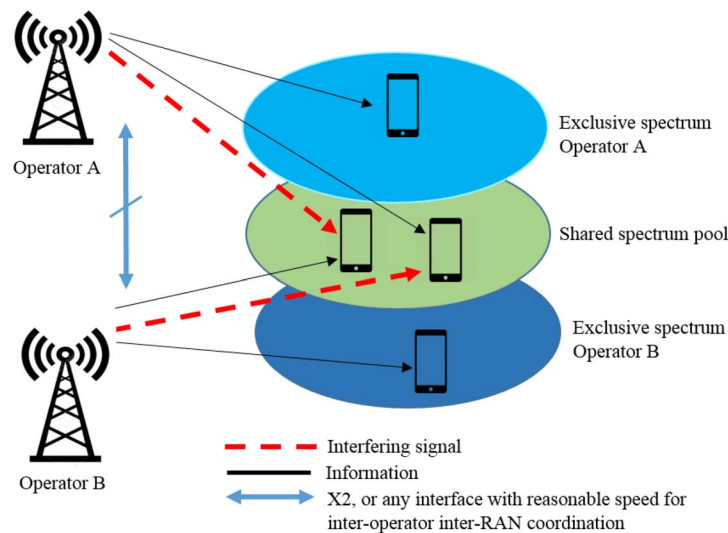 Operator A
Exclusive spectrum
Operator A
Shared spectrum pool
Exclusive spectrum
Operator B
Operator B
Interfering signal
Information
X2, or any interface with reasonable speed for
inter-operator inter-RAN coordination